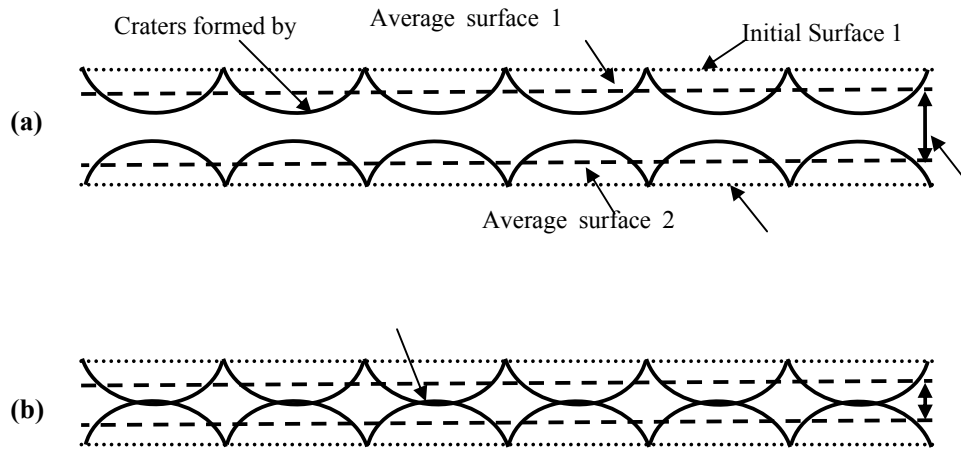 Average surface 1
Craters formed by
Initial Surface 1
(a)
Average surface 2
(b)